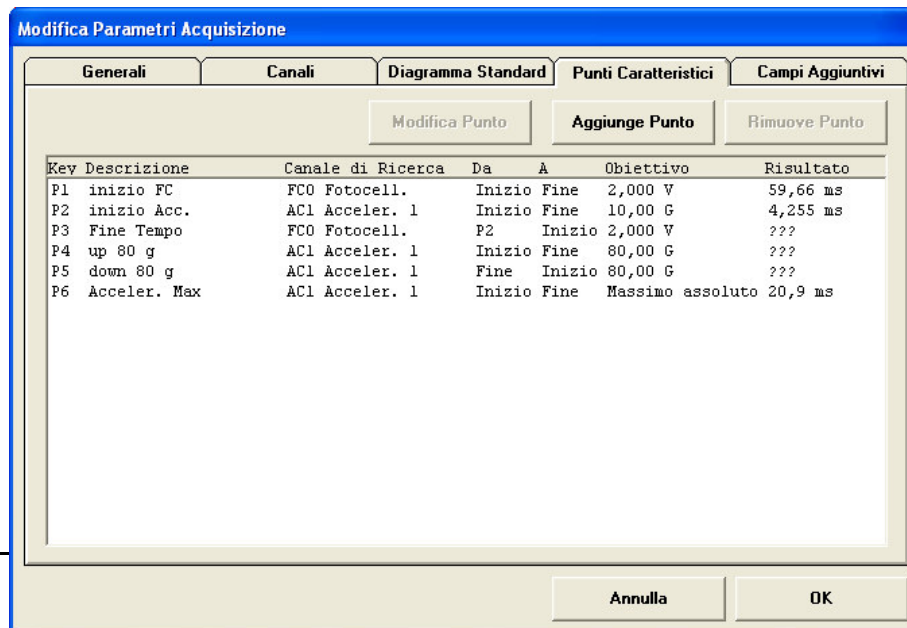 Modifica Parametri Acquisizione
Generali Canali Diagramma Standard Punti Caratteristici Campi Aggiuntivi
Modifica Punto Aggiunge Punto Rimuove Punto
Key Descrizione Canale di Ricerca Da A Obiettivo Risultato
P1 inizio FC FC0 Fotocell. Inizio Fine 2,000 V 59,66 ms
P2 inizio Acc. AC1 Acceler. 1 Inizio Fine 10,00 G 4,255 ms
P3 Fine Tempo FC0 Fotocell. P2 Inizio 2,000 V ???
P4 up 80 g AC1 Acceler. 1 Inizio Fine 80,00 G ???
P5 down 80 g AC1 Acceler. 1 Fine Inizio 80,00 G ???
P6 Acceler. Max AC1 Acceler. 1 Inizio Fine Massimo assoluto 20,9 ms
Annulla OK